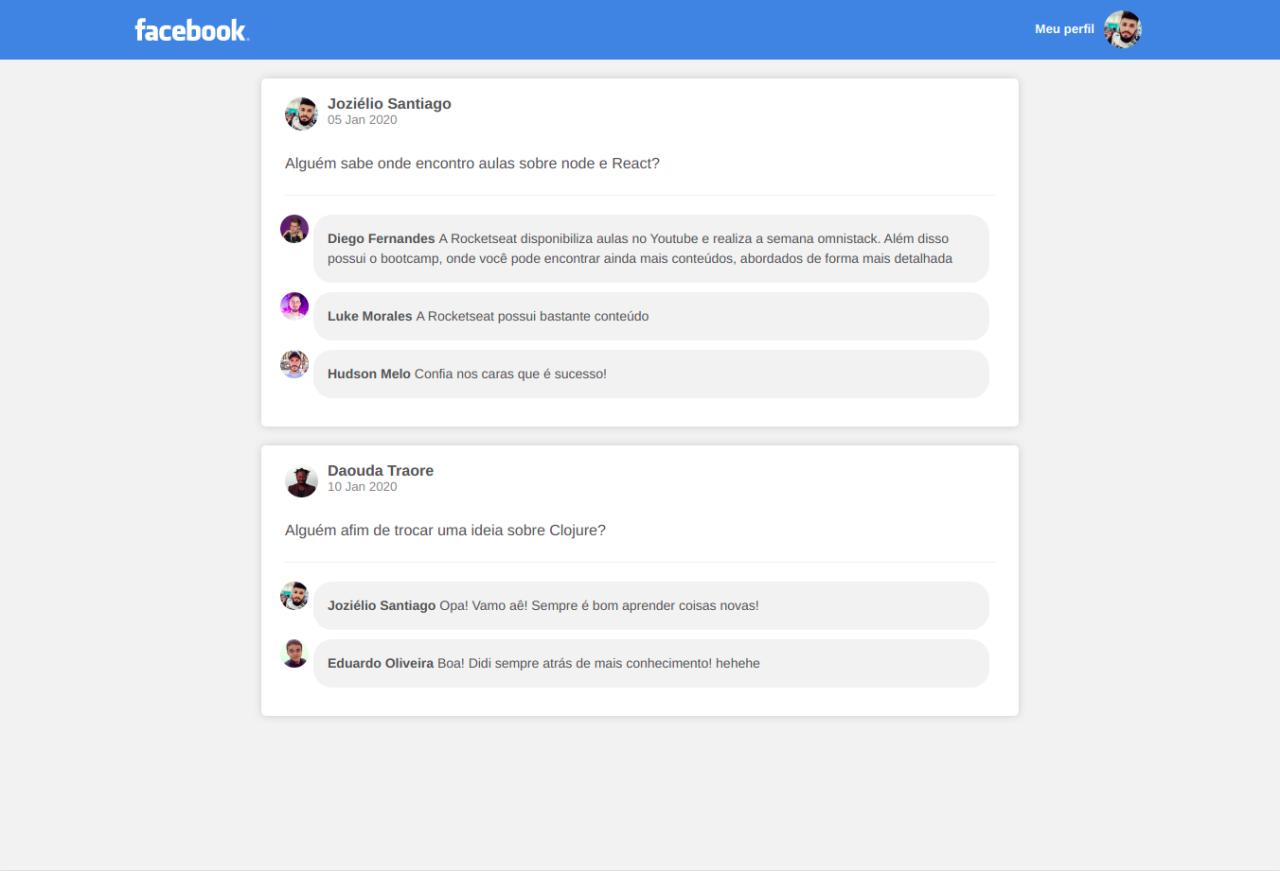 facebook.
Meu perfil
Joziélio Santiago
05 Jan 2020
Alguém sabe onde encontro aulas sobre node e React?
Diego Fernandes A Rocketseat disponibiliza aulas no Youtube e realiza a semana omnistack. Além disso
possui o bootcamp, onde você pode encontrar ainda mais conteúdos, abordados de forma mais detalhada
Luke Morales A Rocketseat possui bastante conteúdo
Hudson Melo Confia nos caras que é sucesso!
Daouda Traore
10 Jan 2020
Alguém afim de trocar uma ideia sobre Clojure?
Joziélio Santiago Opa! Vamo aê! Sempre é bom aprender coisas novas!
Eduardo Oliveira Boa! Didi sempre atrás de mais conhecimento! hehehe